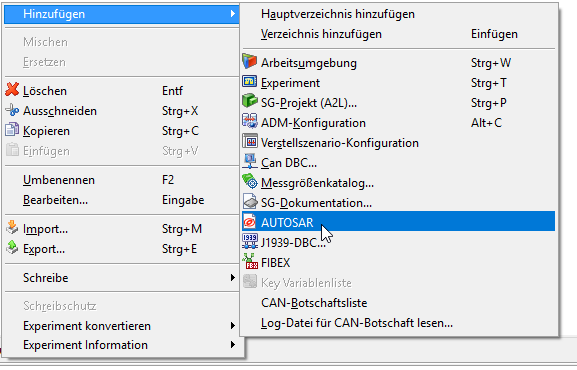 Hinzufügen
Mischen
Ersetzen
Löschen Entf
Ausschneiden Strg+X
Kopieren Strg+C
Einfügen Strg+V
Umbenennen F2
Bearbeiten... Eingabe
Import... Strg+M
Export... Strg+E
Schreibe
Schreibschutz
Experiment konvertieren
Experiment Information
Hauptverzeichnis hinzufügen
Verzeichnis hinzufügen Einfügen
Arbeitsumgebung Strg+W
Experiment Strg+T
SG-Projekt (A2L)... Strg+P
ADM-Konfiguration Alt+C
Verstellszenario-Konfiguration
Can DBC...
Messgrößenkatalog...
SG-Dokumentation...
AUTOSAR
1939 J1939-DBC...
FBX FIBEX
Key Variablenliste
CAN-Botschaftsliste
Log-Datei für CAN-Botschaft lesen...